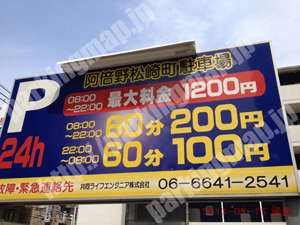 阿倍野松崎町駐車場
P
24h
08:00～22:00 最大料金 1200円
08:00～22:00 60分 200円
22:00～08:00 60分 100円
故障・緊急連絡先 共同ライフエンジニア株式会社 06-6641-2541
parkingmap.jp